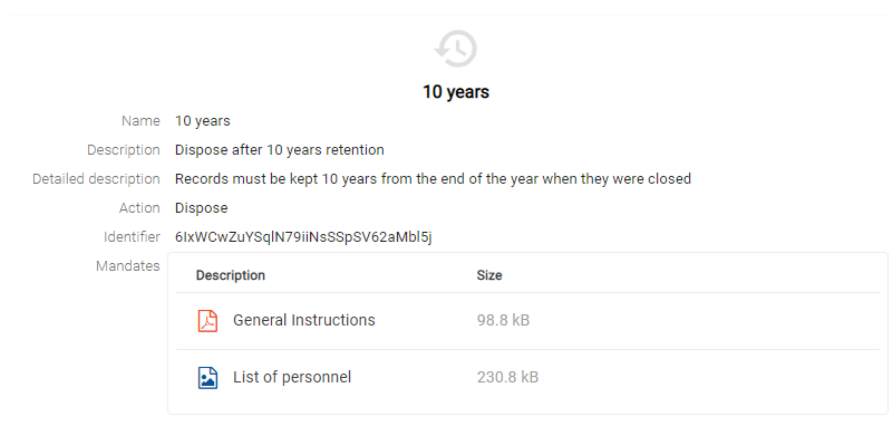 10 years
Name 10 years
Description Dispose after 10 years retention
Detailed description Records must be kept 10 years from the end of the year when they were closed
Action Dispose
Identifier 6IxWCwZuYSqlN79iiNsSSpSV62aMbl5j
Mandates
Description Size
General Instructions 98.8 kB
List of personnel 230.8 kB